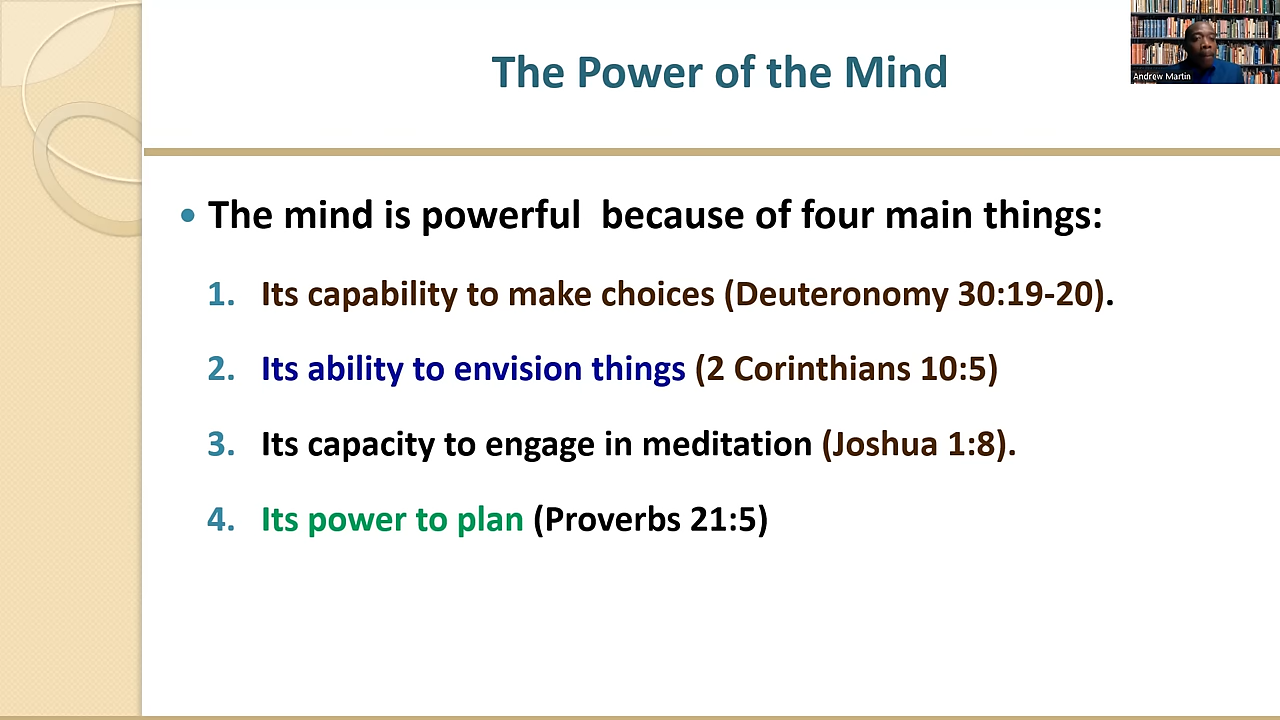 The Power of the Mind
Andrew Martin
• The mind is powerful  because of four main things:
1. Its capability to make choices (Deuteronomy 30:19-20).
2. Its ability to envision things (2 Corinthians 10:5)
3. Its capacity to engage in meditation (Joshua 1:8).
4. Its power to plan (Proverbs 21:5)